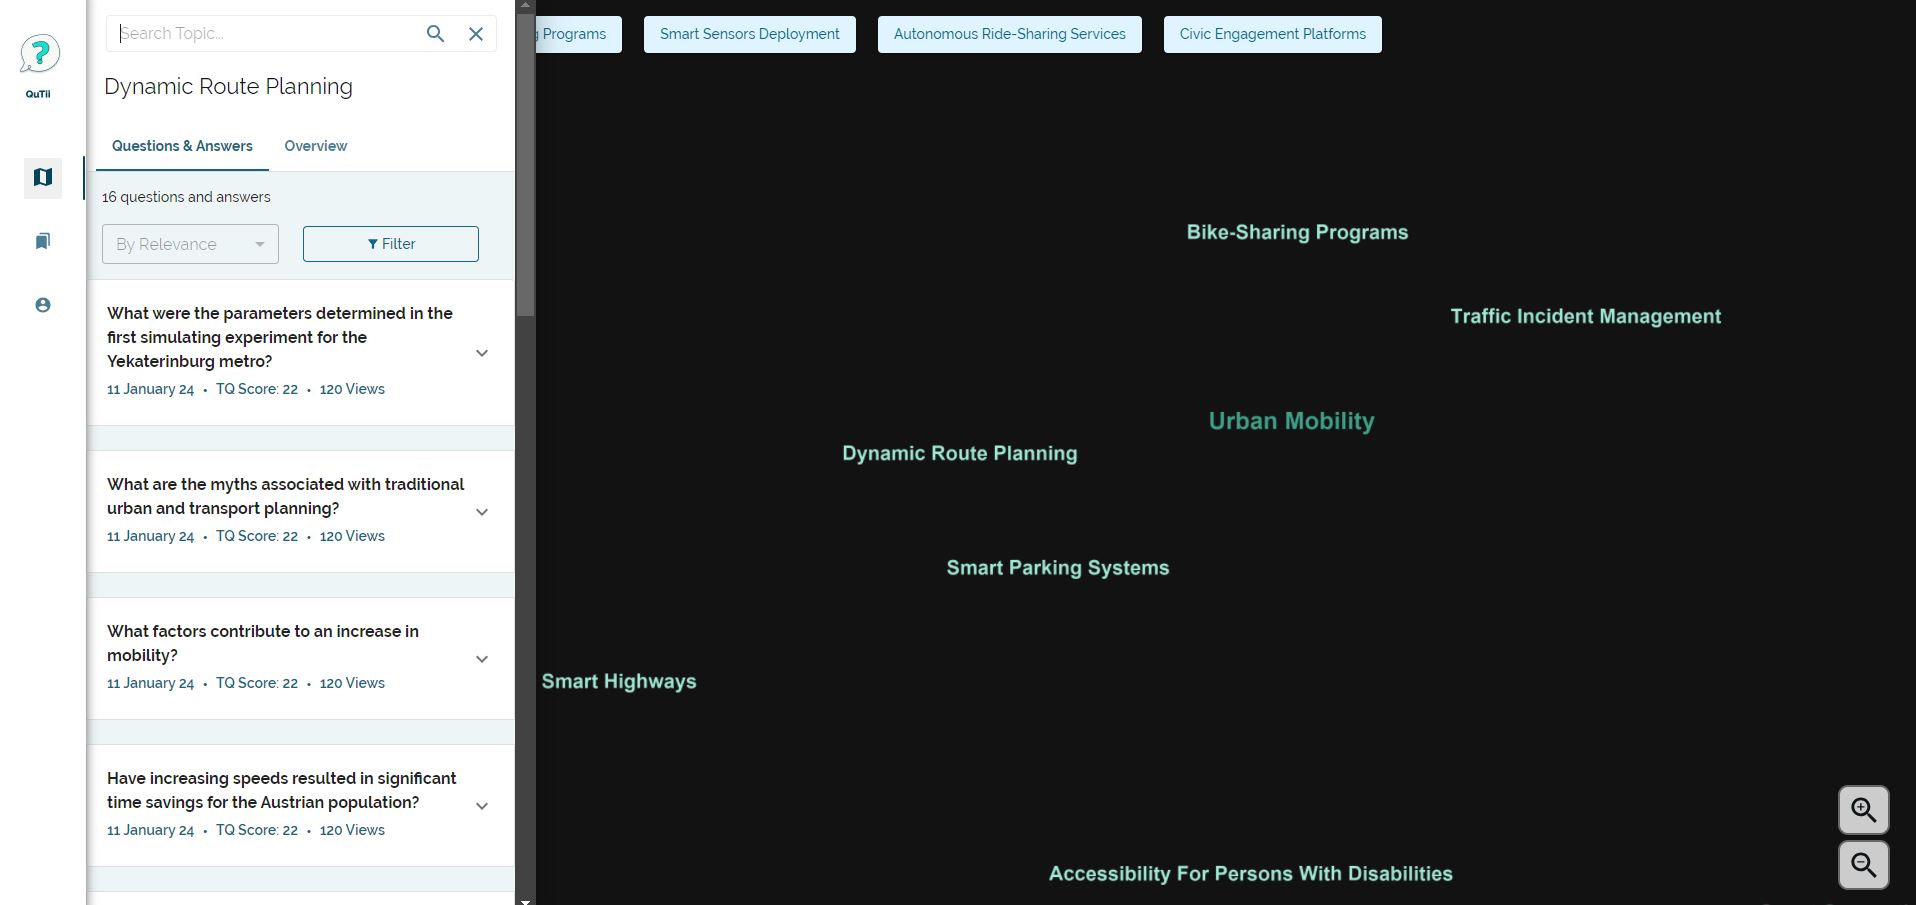 ?
QuTii
Search Topic...
Dynamic Route Planning
Questions & Answers
Overview
16 questions and answers
By Relevance
Filter
What were the parameters determined in the
first simulating experiment for the
Yekaterinburg metro?
11 January 24 • TQ Score: 22 • 120 Views
What are the myths associated with traditional
urban and transport planning?
11 January 24 • TQ Score: 22 • 120 Views
What factors contribute to an increase in
mobility?
11 January 24 • TQ Score: 22 • 120 Views
Have increasing speeds resulted in significant
time savings for the Austrian population?
11 January 24 • TQ Score: 22 • 120 Views
g Programs
Smart Sensors Deployment
Autonomous Ride-Sharing Services
Civic Engagement Platforms
Bike-Sharing Programs
Traffic Incident Management
Urban Mobility
Dynamic Route Planning
Smart Parking Systems
Smart Highways
Accessibility For Persons With Disabilities